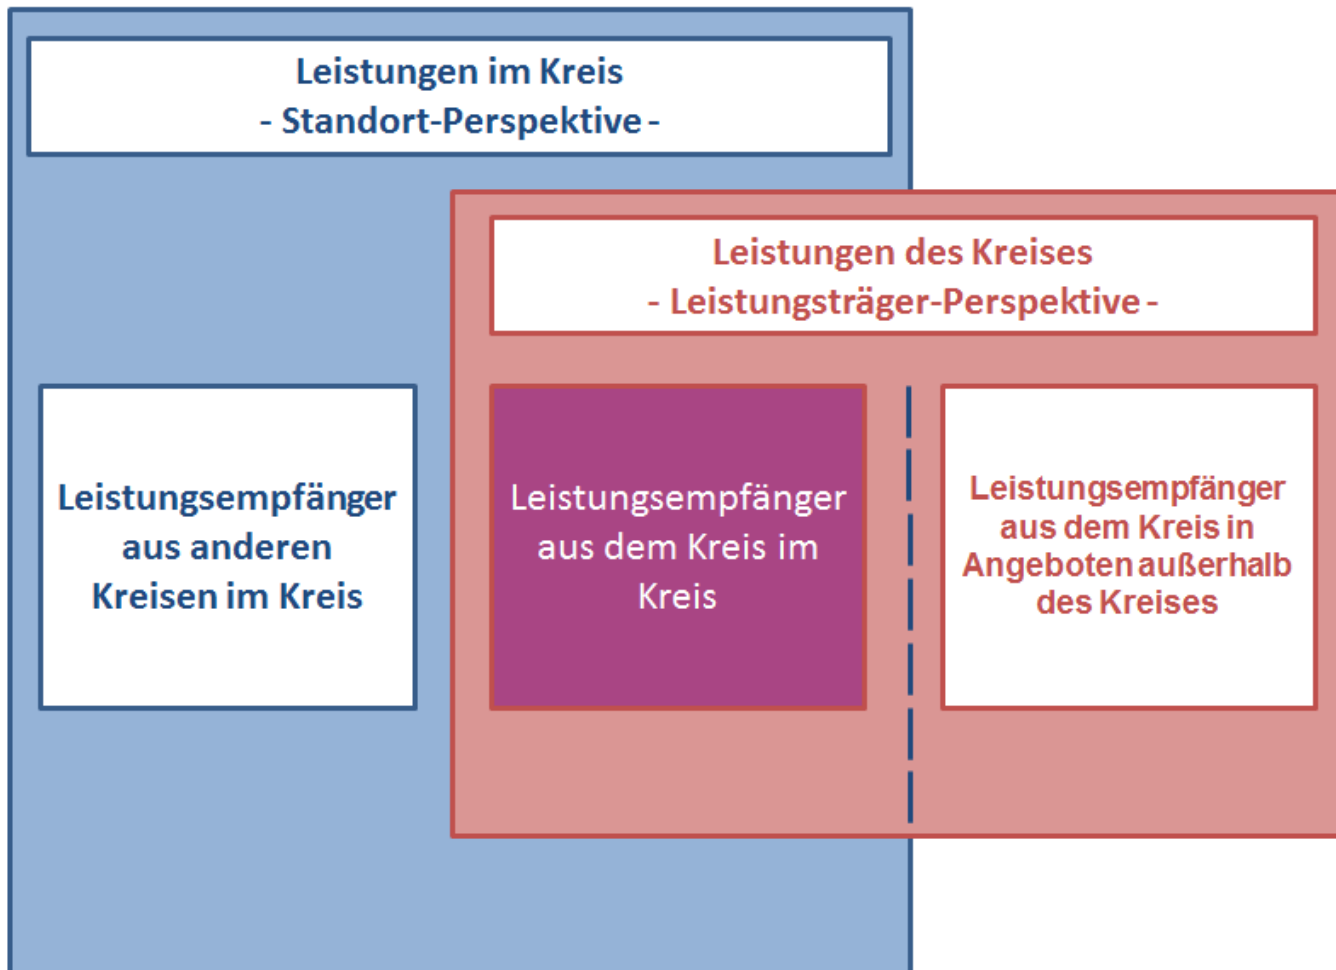 Leistungen im Kreis
- Standort-Perspektive -
Leistungen des Kreises
- Leistungsträger-Perspektive -
Leistungsempfänger
aus anderen
Kreisen im Kreis
Leistungsempfänger
aus dem Kreis im
Kreis
Leistungsempfänger
aus dem Kreis in
Angeboten außerhalb
des Kreises